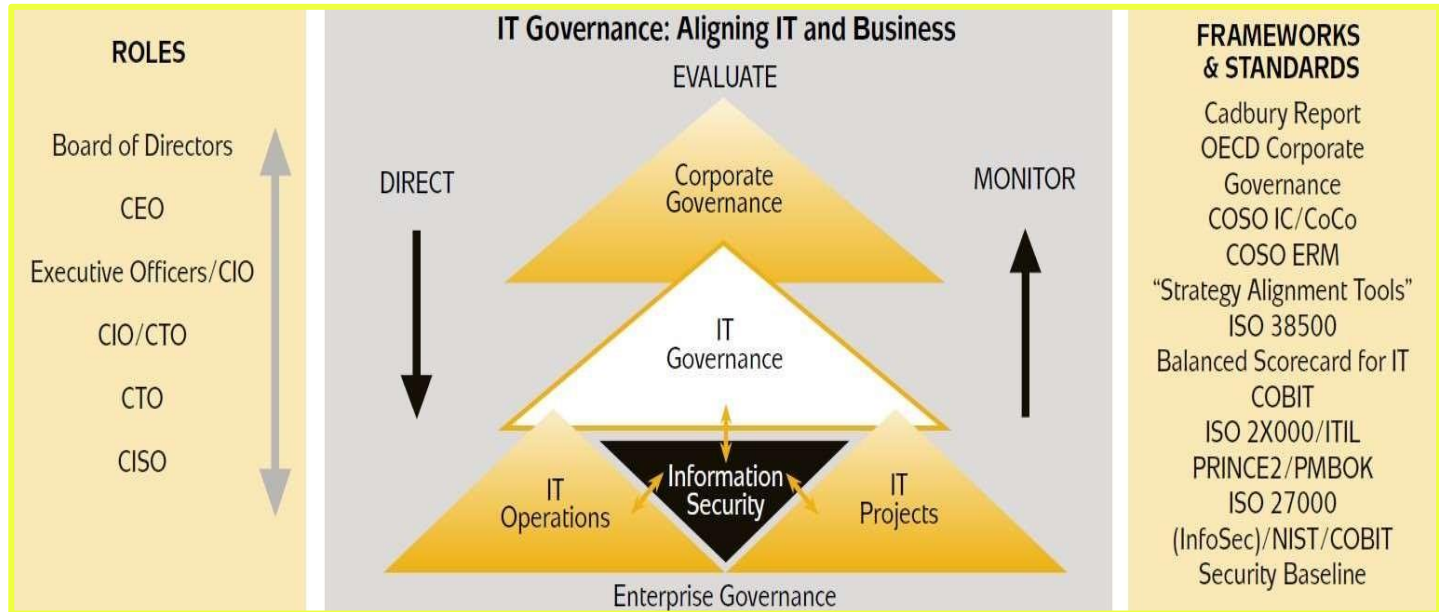 ROLES
Board of Directors
CEO
Executive Officers/CIO
CIO/CTO
CTO
CISO
IT Governance: Aligning IT and Business
EVALUATE
DIRECT
MONITOR
Corporate
Governance
IT
Governance
Information
Security
IT
Operations
IT
Projects
Enterprise Governance
FRAMEWORKS
& STANDARDS
Cadbury Report
OECD Corporate
Governance
COSO IC/CoCo
COSO ERM
“Strategy Alignment Tools”
ISO 38500
Balanced Scorecard for IT
COBIT
ISO 2X000/ITIL
PRINCE2/PMBOK
ISO 27000
(InfoSec)/NIST/COBIT
Security Baseline